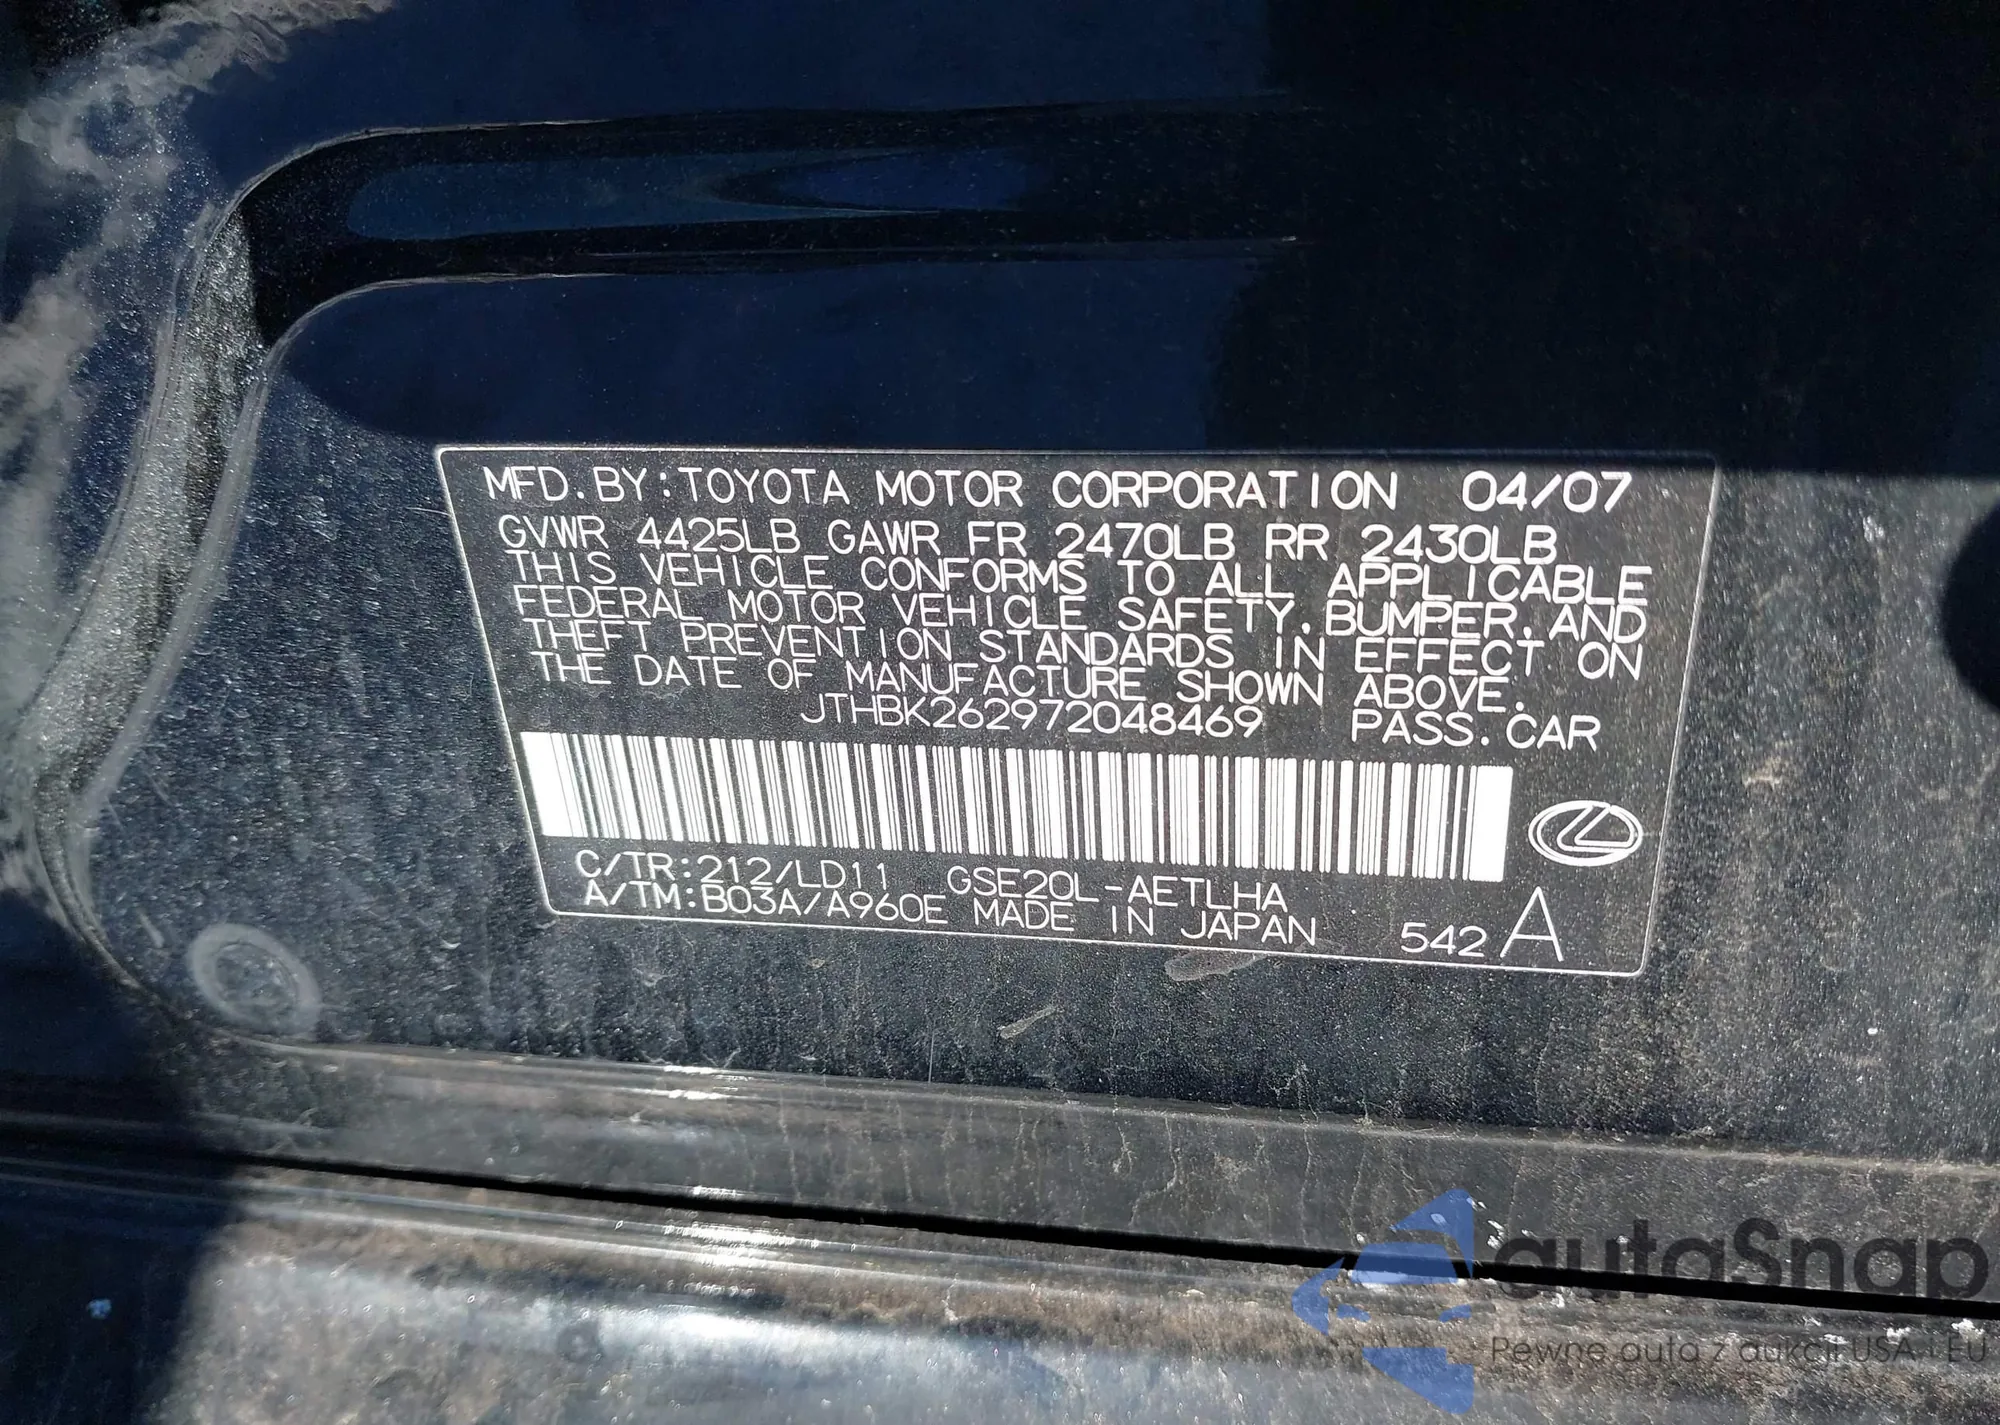 MFD.BY:TOYOTA MOTOR CORPORATION 04/07
GVWR 4425LB GAWR FR 2470LB RR 2430LB
THIS VEHICLE CONFORMS TO ALL APPLICABLE
FEDERAL MOTOR VEHICLE SAFETY,BUMPER,AND
THEFT PREVENTION STANDARDS IN EFFECT ON
THE DATE OF MANUFACTURE SHOWN ABOVE.
JTHBK262972048469 PASS.CAR
C/TR:212/LD11 GSE20L-AETLHA
A/TM:B03A/A960E MADE IN JAPAN 542 A
autaSnap
Pewne auta z aukcji USA i EU